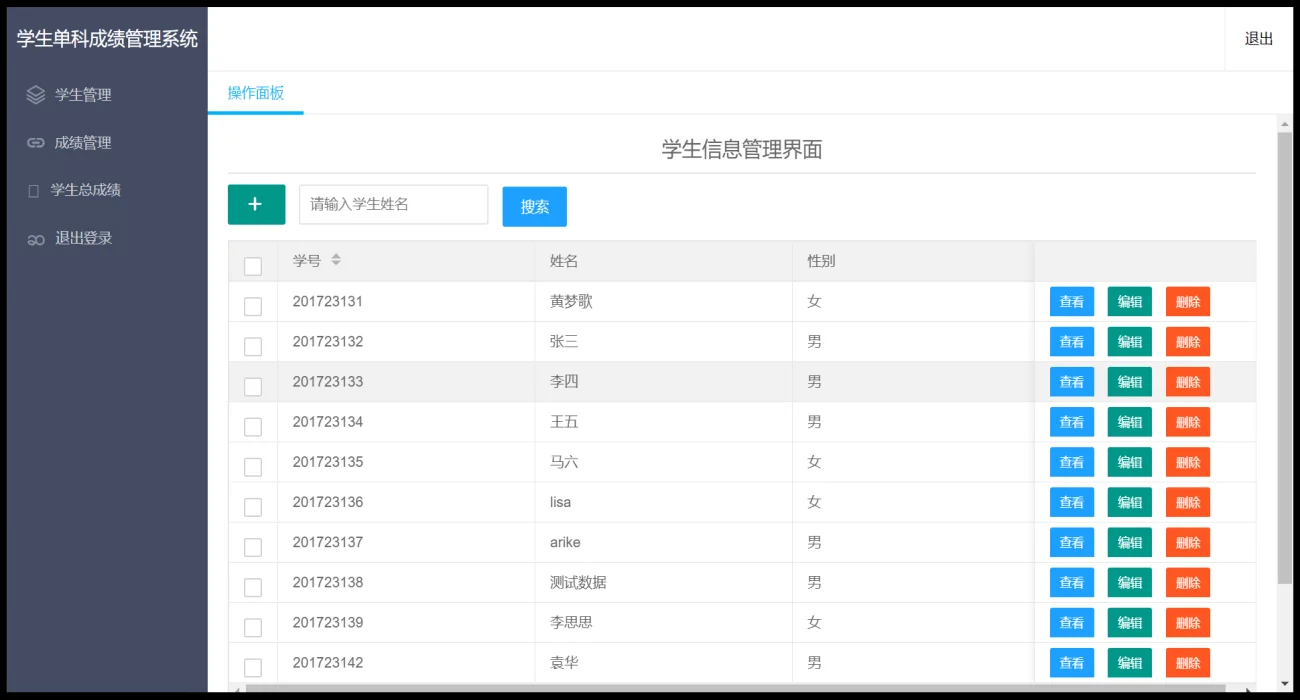 学生单科成绩管理系统
退出
学生管理
成绩管理
学生总成绩
退出登录
操作面板
学生信息管理界面
+ 请输入学生姓名 搜索
学号 姓名 性别
201723131 黄梦歌 女 查看 编辑 删除
201723132 张三 男 查看 编辑 删除
201723133 李四 男 查看 编辑 删除
201723134 王五 男 查看 编辑 删除
201723135 马六 女 查看 编辑 删除
201723136 lisa 女 查看 编辑 删除
201723137 arike 男 查看 编辑 删除
201723138 测试数据 男 查看 编辑 删除
201723139 李思思 女 查看 编辑 删除
201723142 袁华 男 查看 编辑 删除